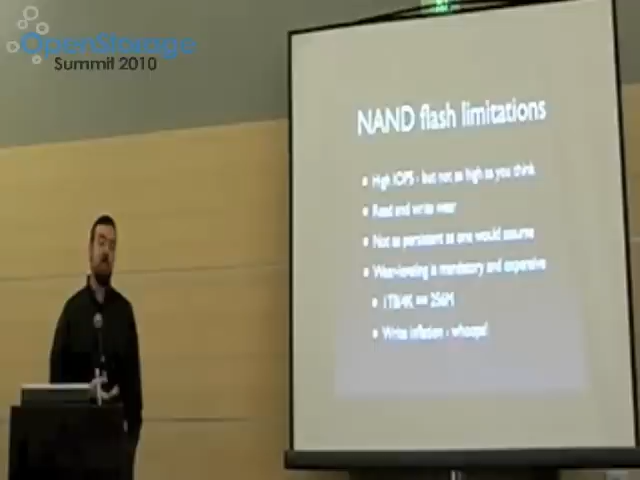 OpenStorage
Summit 2010
NAND flash limitations
High IOPS - but not as high as you think
Read and write wear
Not as persistent as one would assume
Wear-leveling is mandatory and expensive
1TB/4K == 256M
Write inflation - whoops!